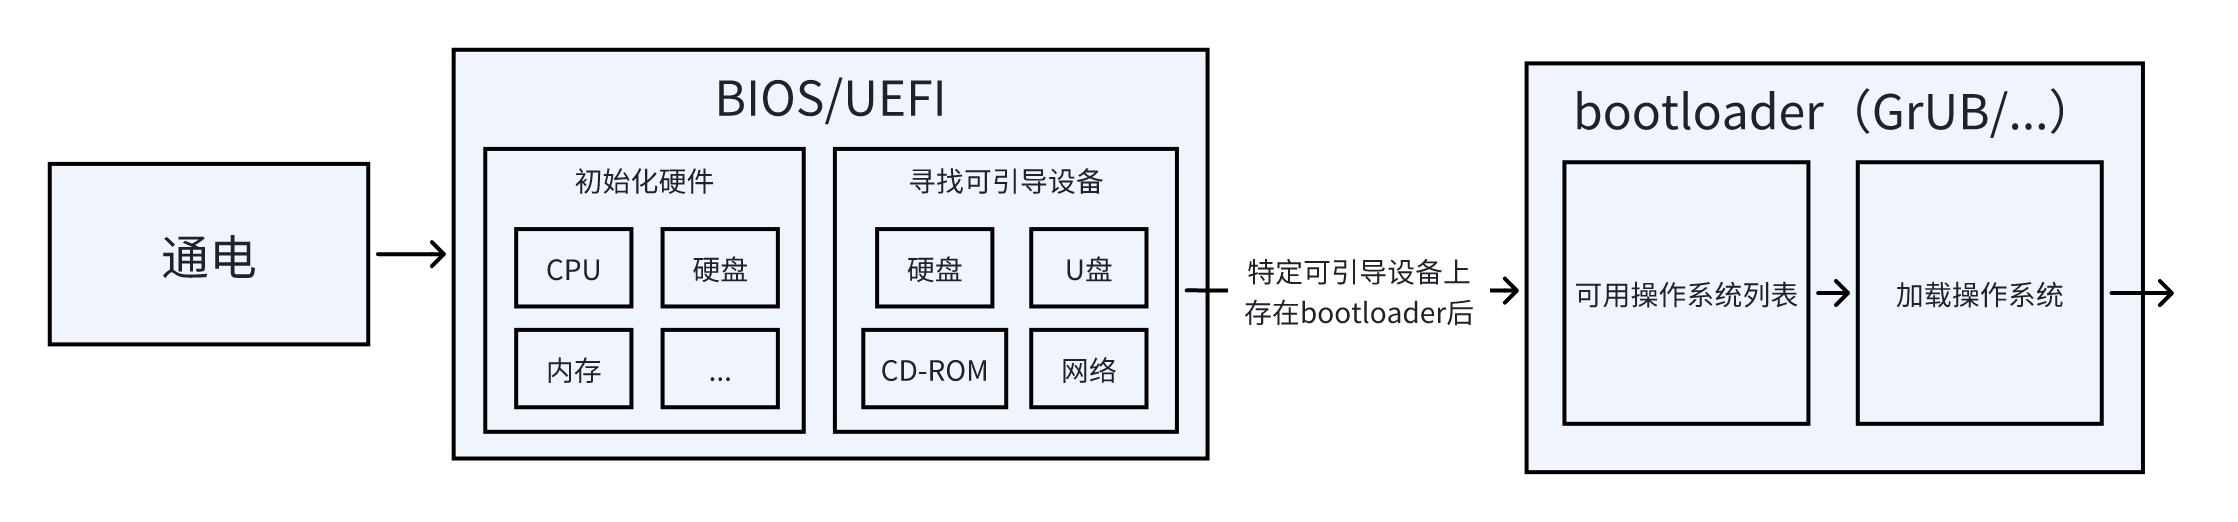 通电
BIOS/UEFI
初始化硬件
CPU
硬盘
内存
...
寻找可引导设备
硬盘
U盘
CD-ROM
网络
特定可引导设备上
存在bootloader后
bootloader（GrUB/...）
可用操作系统列表
加载操作系统